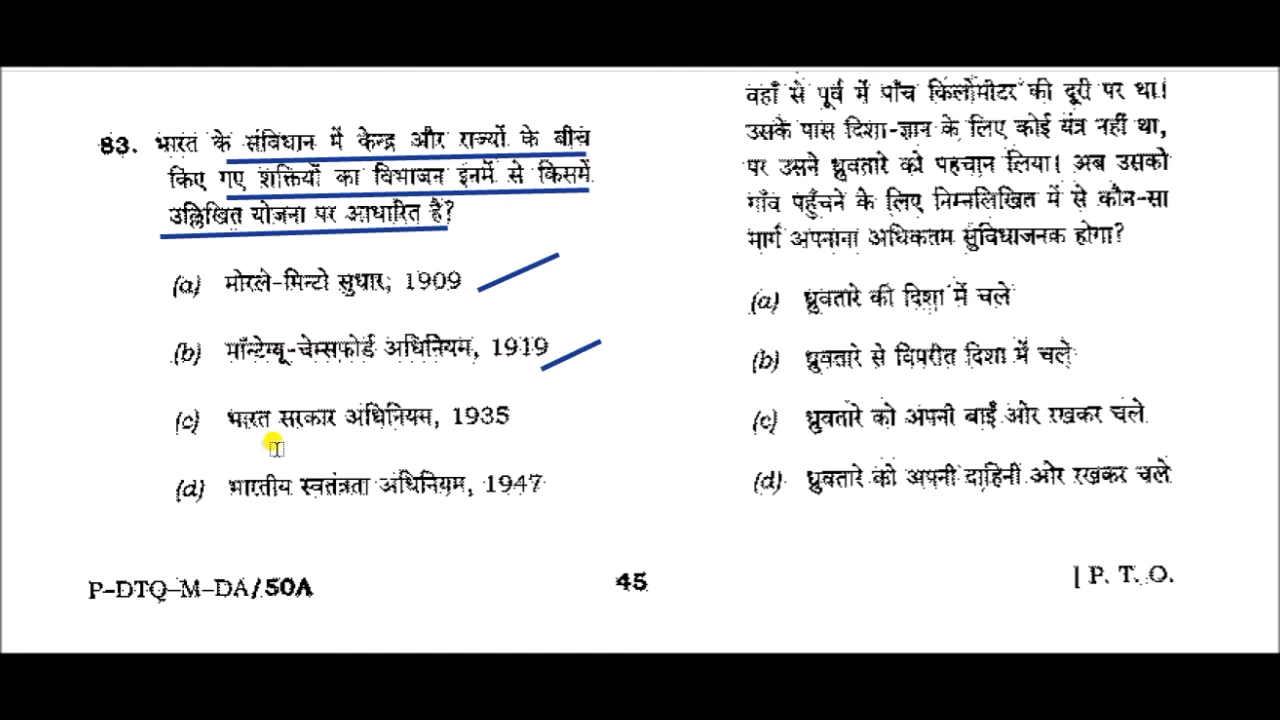 83. भारत के संविधान में केन्द्र और राज्यों के बीच
किए गए शक्तियों का विभाजन इनमें से किसमें
उल्लिखित योजना पर आधारित है?
(a) मोरले-मिन्टो सुधार, 1909
(b) मॉन्टेग्यू-चेम्सफोर्ड अधिनियम, 1919
(c) भारत सरकार अधिनियम, 1935
(d) भारतीय स्वतंत्रता अधिनियम, 1947
वहाँ से पूर्व में पाँच किलोमीटर की दूरी पर था।
उसके पास दिशा-ज्ञान के लिए कोई यंत्र नहीं था,
पर उसने ध्रुवतारे को पहचान लिया। अब उसको
गाँव पहुँचने के लिए निम्नलिखित में से कौन-सा
मार्ग अपनाना अधिकतम सुविधाजनक होगा?
(a) ध्रुवतारे की दिशा में चले
(b) ध्रुवतारे से विपरीत दिशा में चले
(c) ध्रुवतारे को अपनी बाईं ओर रखकर चले
(d) ध्रुवतारे को अपनी दाहिनी ओर रखकर चले
P-DTQ-M-DA/50A
45
[ P. T. O.